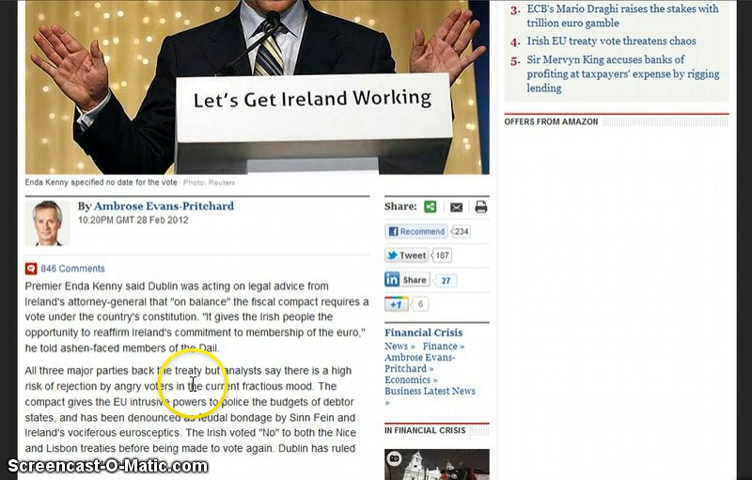 3. ECB's Mario Draghi raises the stakes with
trillion euro gamble
4. Irish EU treaty vote threatens chaos
5. Sir Mervyn King accuses banks of
profiting at taxpayers' expense by rigging
lending
OFFERS FROM AMAZON
Let's Get Ireland Working
Enda Kenny specified no date for the vote Photo: Reuters
By Ambrose Evans-Pritchard
10:20PM GMT 28 Feb 2012
846 Comments
Premier Enda Kenny said Dublin was acting on legal advice from
Ireland's attorney-general that "on balance" the fiscal compact requires a
vote under the country's constitution. "It gives the Irish people the
opportunity to reaffirm Ireland's commitment to membership of the euro,"
he told ashen-faced members of the Dail.
All three major parties back the treaty but analysts say there is a high
risk of rejection by angry voters in the current fractious mood. The
compact gives the EU intrusive powers to police the budgets of debtor
states, and has been denounced as feudal bondage by Sinn Fein and
Ireland's vociferous eurosceptics. The Irish voted "No" to both the Nice
and Lisbon treaties before being made to vote again. Dublin has ruled
Share:
Recommend 234
Tweet 187
in Share 27
+1 6
Financial Crisis
News » Finance »
Ambrose Evans-
Pritchard »
Economics »
Business Latest News
»
IN FINANCIAL CRISIS
Screencast-O-Matic.com